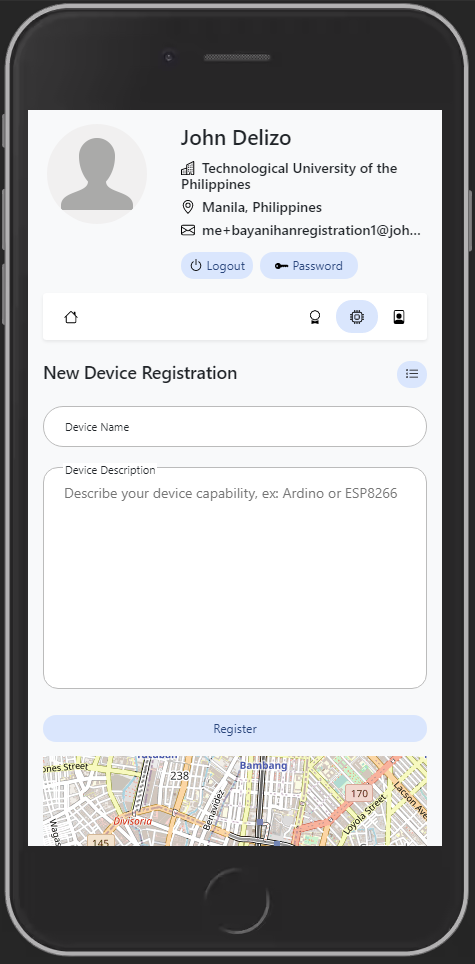 John Delizo
Technological University of the
Philippines
Manila, Philippines
me+bayanihanregistration1@joh...
Logout
Password
New Device Registration
Device Name
Device Description
Describe your device capability, ex: Ardino or ESP8266
Register
Bambang
ones Street
238
170
Lacson Ave
Benavidez
Loyola Street
Divisoria
Wagas
145